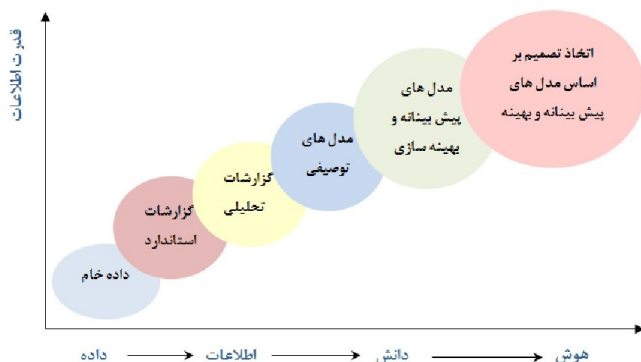 قدرت اطلاعات
اتخاذ تصمیم بر
اساس مدل های
پیش بینانه و بهینه
مدل های
پیش بینانه و
بهینه سازی
مدل های
توصیفی
گزارشات
تحلیلی
گزارشات
استاندارد
داده خام
داده
اطلاعات
دانش
هوش